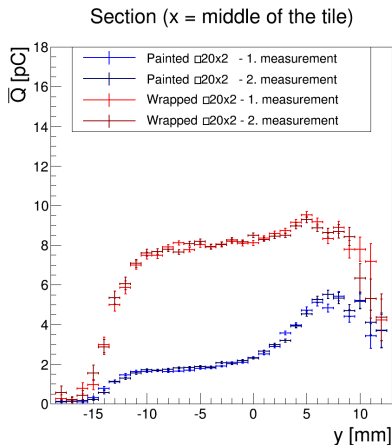 Section (x = middle of the tile)
Q̅ [pC]
18
16
14
12
10
8
6
4
2
0
Painted □20x2 - 1. measurement
Painted □20x2 - 2. measurement
Wrapped □20x2 - 1. measurement
Wrapped □20x2 - 2. measurement
-15 -10 -5 0 5 10
y [mm]